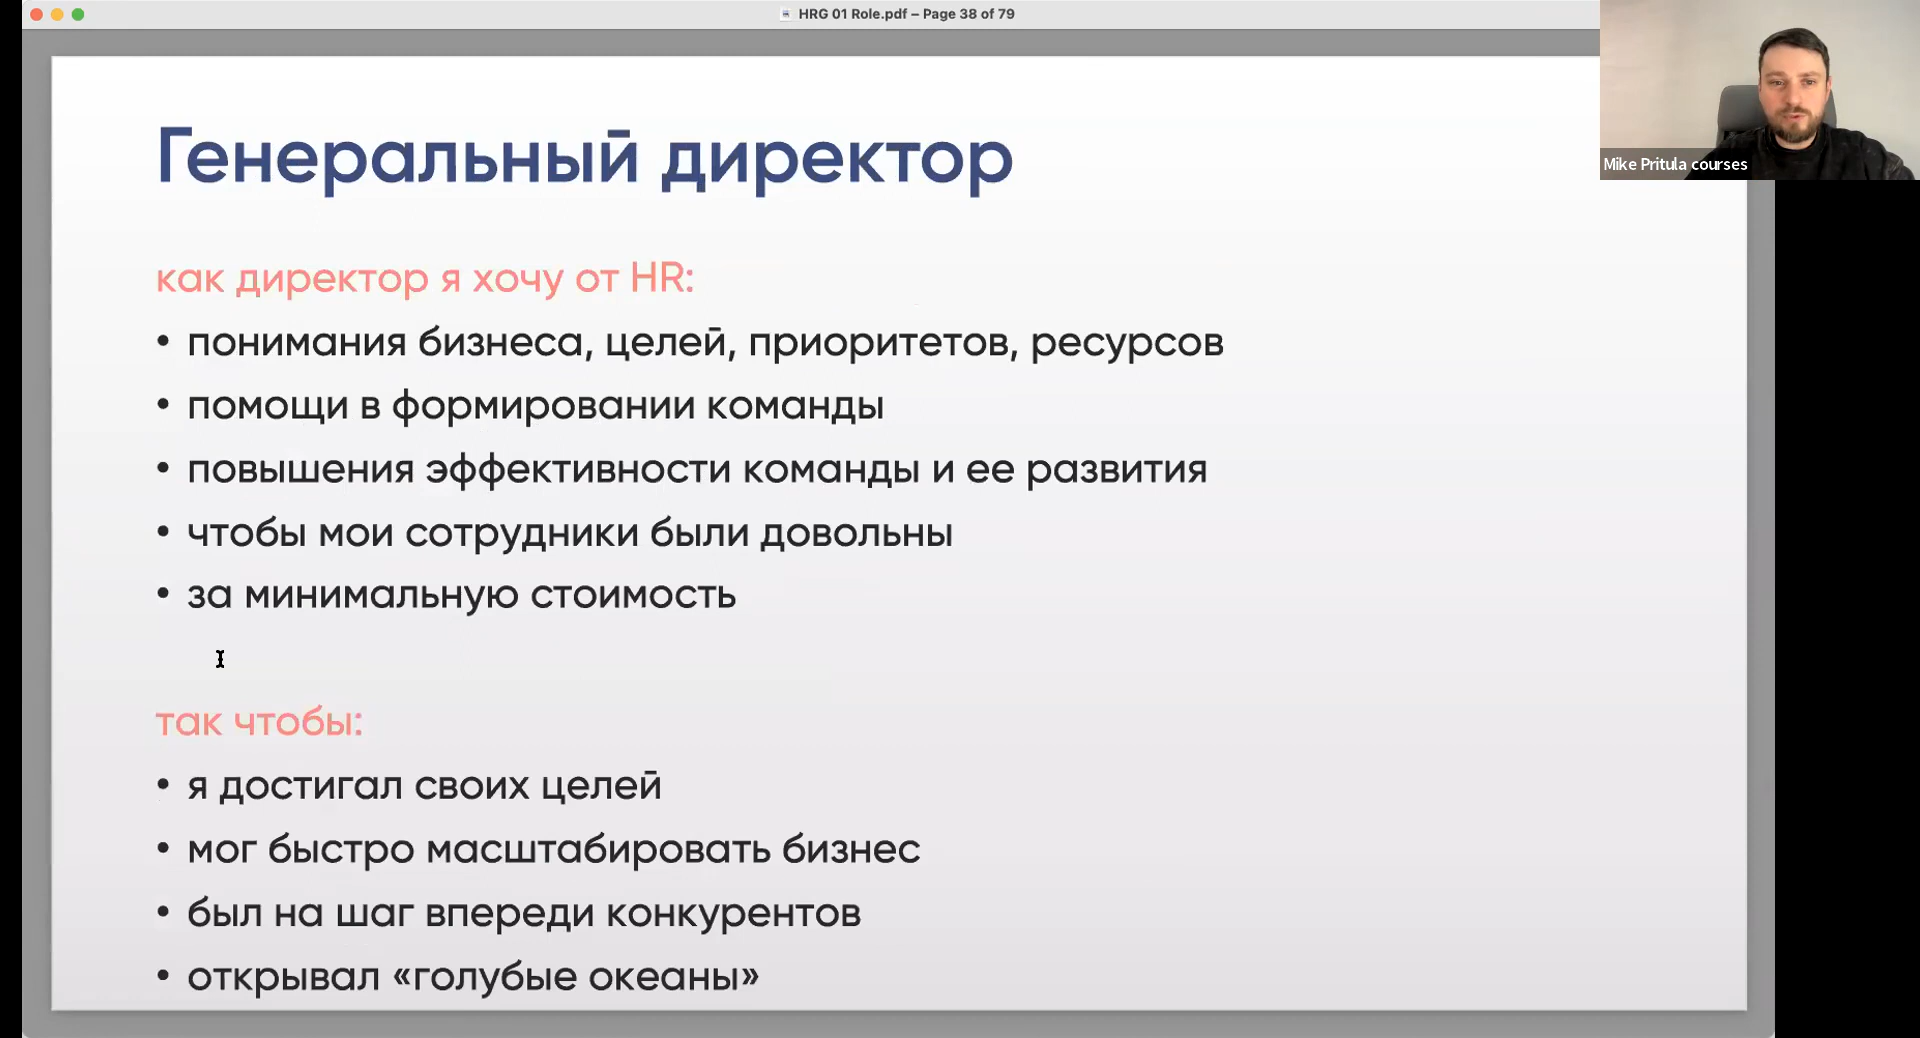 HRG 01 Role.pdf – Page 38 of 79
Mike Pritula courses
Генеральный директор
как директор я хочу от HR:
• понимания бизнеса, целей, приоритетов, ресурсов
• помощи в формировании команды
• повышения эффективности команды и ее развития
• чтобы мои сотрудники были довольны
• за минимальную стоимость
так чтобы:
• я достигал своих целей
• мог быстро масштабировать бизнес
• был на шаг впереди конкурентов
• открывал «голубые океаны»